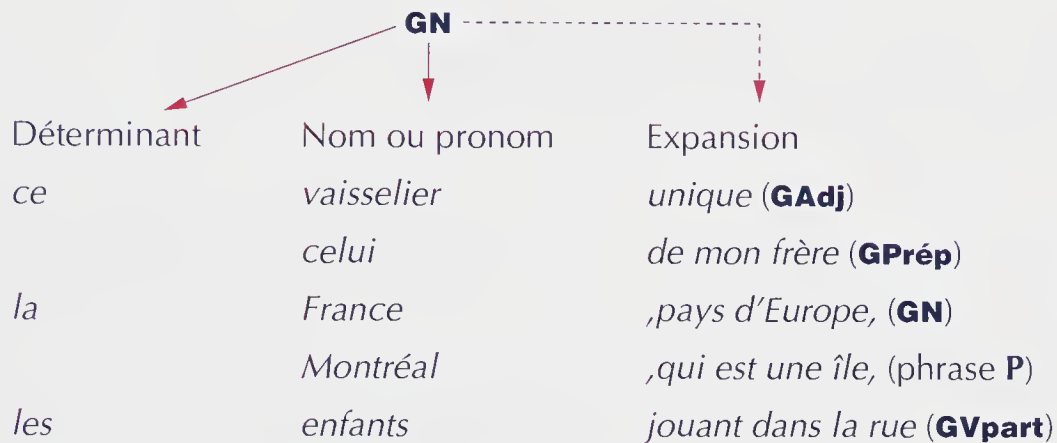 GN
Déterminant Nom ou pronom Expansion
ce vaisselier unique (GAdj)
celui de mon frère (GPrép)
la France ,pays d'Europe, (GN)
Montréal ,qui est une île, (phrase P)
les enfants jouant dans la rue (GVpart)